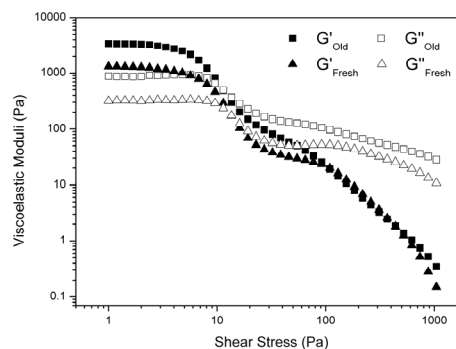 10000
1000
100
10
1
0.1
Viscoelastic Moduli (Pa)
G'Old G''Old
G'Fresh G''Fresh
1 10 100 1000
Shear Stress (Pa)